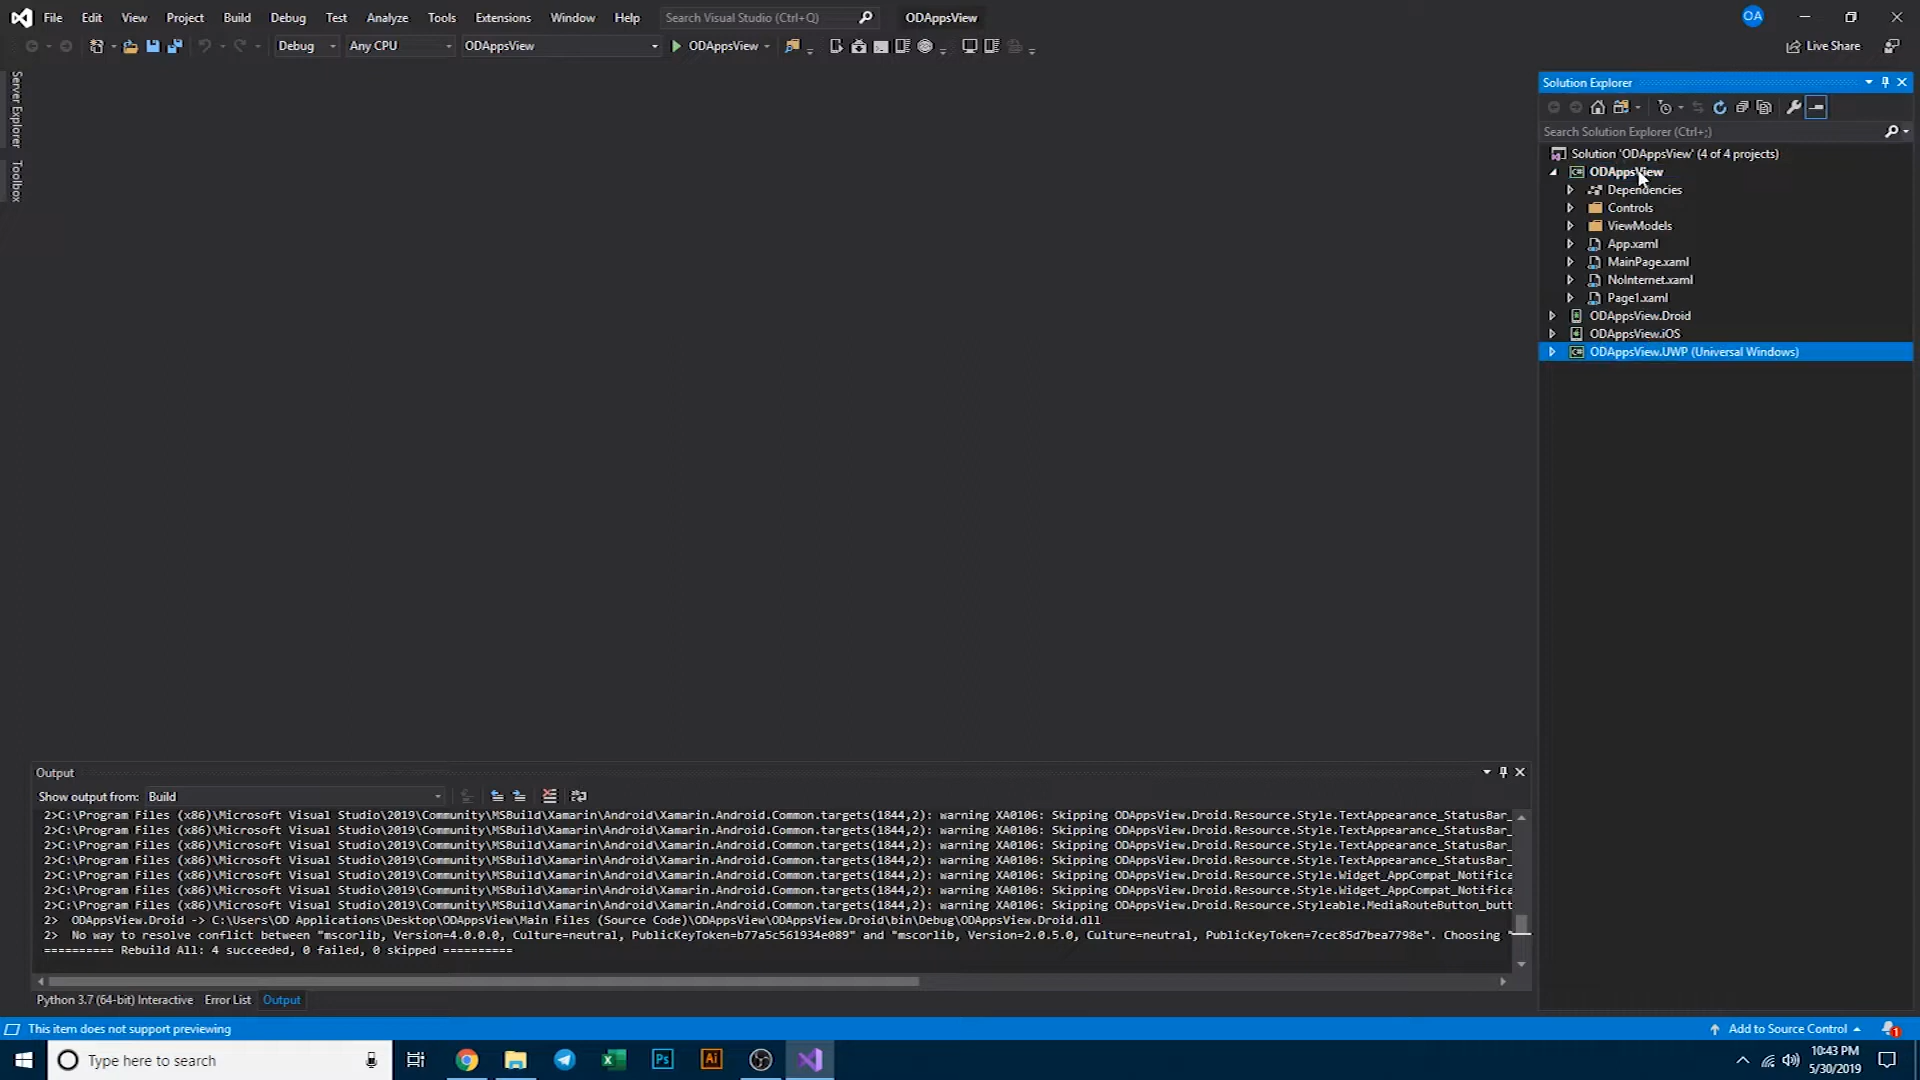 File Edit View Project Build Debug Test Analyze Tools Extensions Window Help Search Visual Studio (Ctrl+Q) ODAppsView OA
Debug Any CPU ODAppsView ODAppsView Live Share
Server Explorer
Toolbox
Solution Explorer
Search Solution Explorer (Ctrl+;)
Solution 'ODAppsView' (4 of 4 projects)
ODAppsView
Dependencies
Controls
ViewModels
App.xaml
MainPage.xaml
NoInternet.xaml
Page1.xaml
ODAppsView.Droid
ODAppsView.iOS
ODAppsView.UWP (Universal Windows)
Output
Show output from: Build
2>C:\Program Files (x86)\Microsoft Visual Studio\2019\Community\MSBuild\Xamarin\Android\Xamarin.Android.Common.targets(1844,2): warning XA0106: Skipping ODAppsView.Droid.Resource.Style.TextAppearance_StatusBar_
2>C:\Program Files (x86)\Microsoft Visual Studio\2019\Community\MSBuild\Xamarin\Android\Xamarin.Android.Common.targets(1844,2): warning XA0106: Skipping ODAppsView.Droid.Resource.Style.TextAppearance_StatusBar_
2>C:\Program Files (x86)\Microsoft Visual Studio\2019\Community\MSBuild\Xamarin\Android\Xamarin.Android.Common.targets(1844,2): warning XA0106: Skipping ODAppsView.Droid.Resource.Style.TextAppearance_StatusBar_
2>C:\Program Files (x86)\Microsoft Visual Studio\2019\Community\MSBuild\Xamarin\Android\Xamarin.Android.Common.targets(1844,2): warning XA0106: Skipping ODAppsView.Droid.Resource.Style.TextAppearance_StatusBar_
2>C:\Program Files (x86)\Microsoft Visual Studio\2019\Community\MSBuild\Xamarin\Android\Xamarin.Android.Common.targets(1844,2): warning XA0106: Skipping ODAppsView.Droid.Resource.Style.Widget_AppCompat_Notifica
2>C:\Program Files (x86)\Microsoft Visual Studio\2019\Community\MSBuild\Xamarin\Android\Xamarin.Android.Common.targets(1844,2): warning XA0106: Skipping ODAppsView.Droid.Resource.Style.Widget_AppCompat_Notifica
2>C:\Program Files (x86)\Microsoft Visual Studio\2019\Community\MSBuild\Xamarin\Android\Xamarin.Android.Common.targets(1844,2): warning XA0106: Skipping ODAppsView.Droid.Resource.Styleable.MediaRouteButton_butt
2> ODAppsView.Droid -> C:\Users\OD Applications\Desktop\ODAppsView\Main Files (Source Code)\ODAppsView\ODAppsView.Droid\bin\Debug\ODAppsView.Droid.dll
2> No way to resolve conflict between "mscorlib, Version=4.0.0.0, Culture=neutral, PublicKeyToken=b77a5c561934e089" and "mscorlib, Version=2.0.5.0, Culture=neutral, PublicKeyToken=7cec85d7bea7798e". Choosing "
========== Rebuild All: 4 succeeded, 0 failed, 0 skipped ==========
Python 3.7 (64-bit) Interactive Error List Output
This item does not support previewing Add to Source Control 1
Type here to search Ps Ai 10:43 PM
5/30/2019